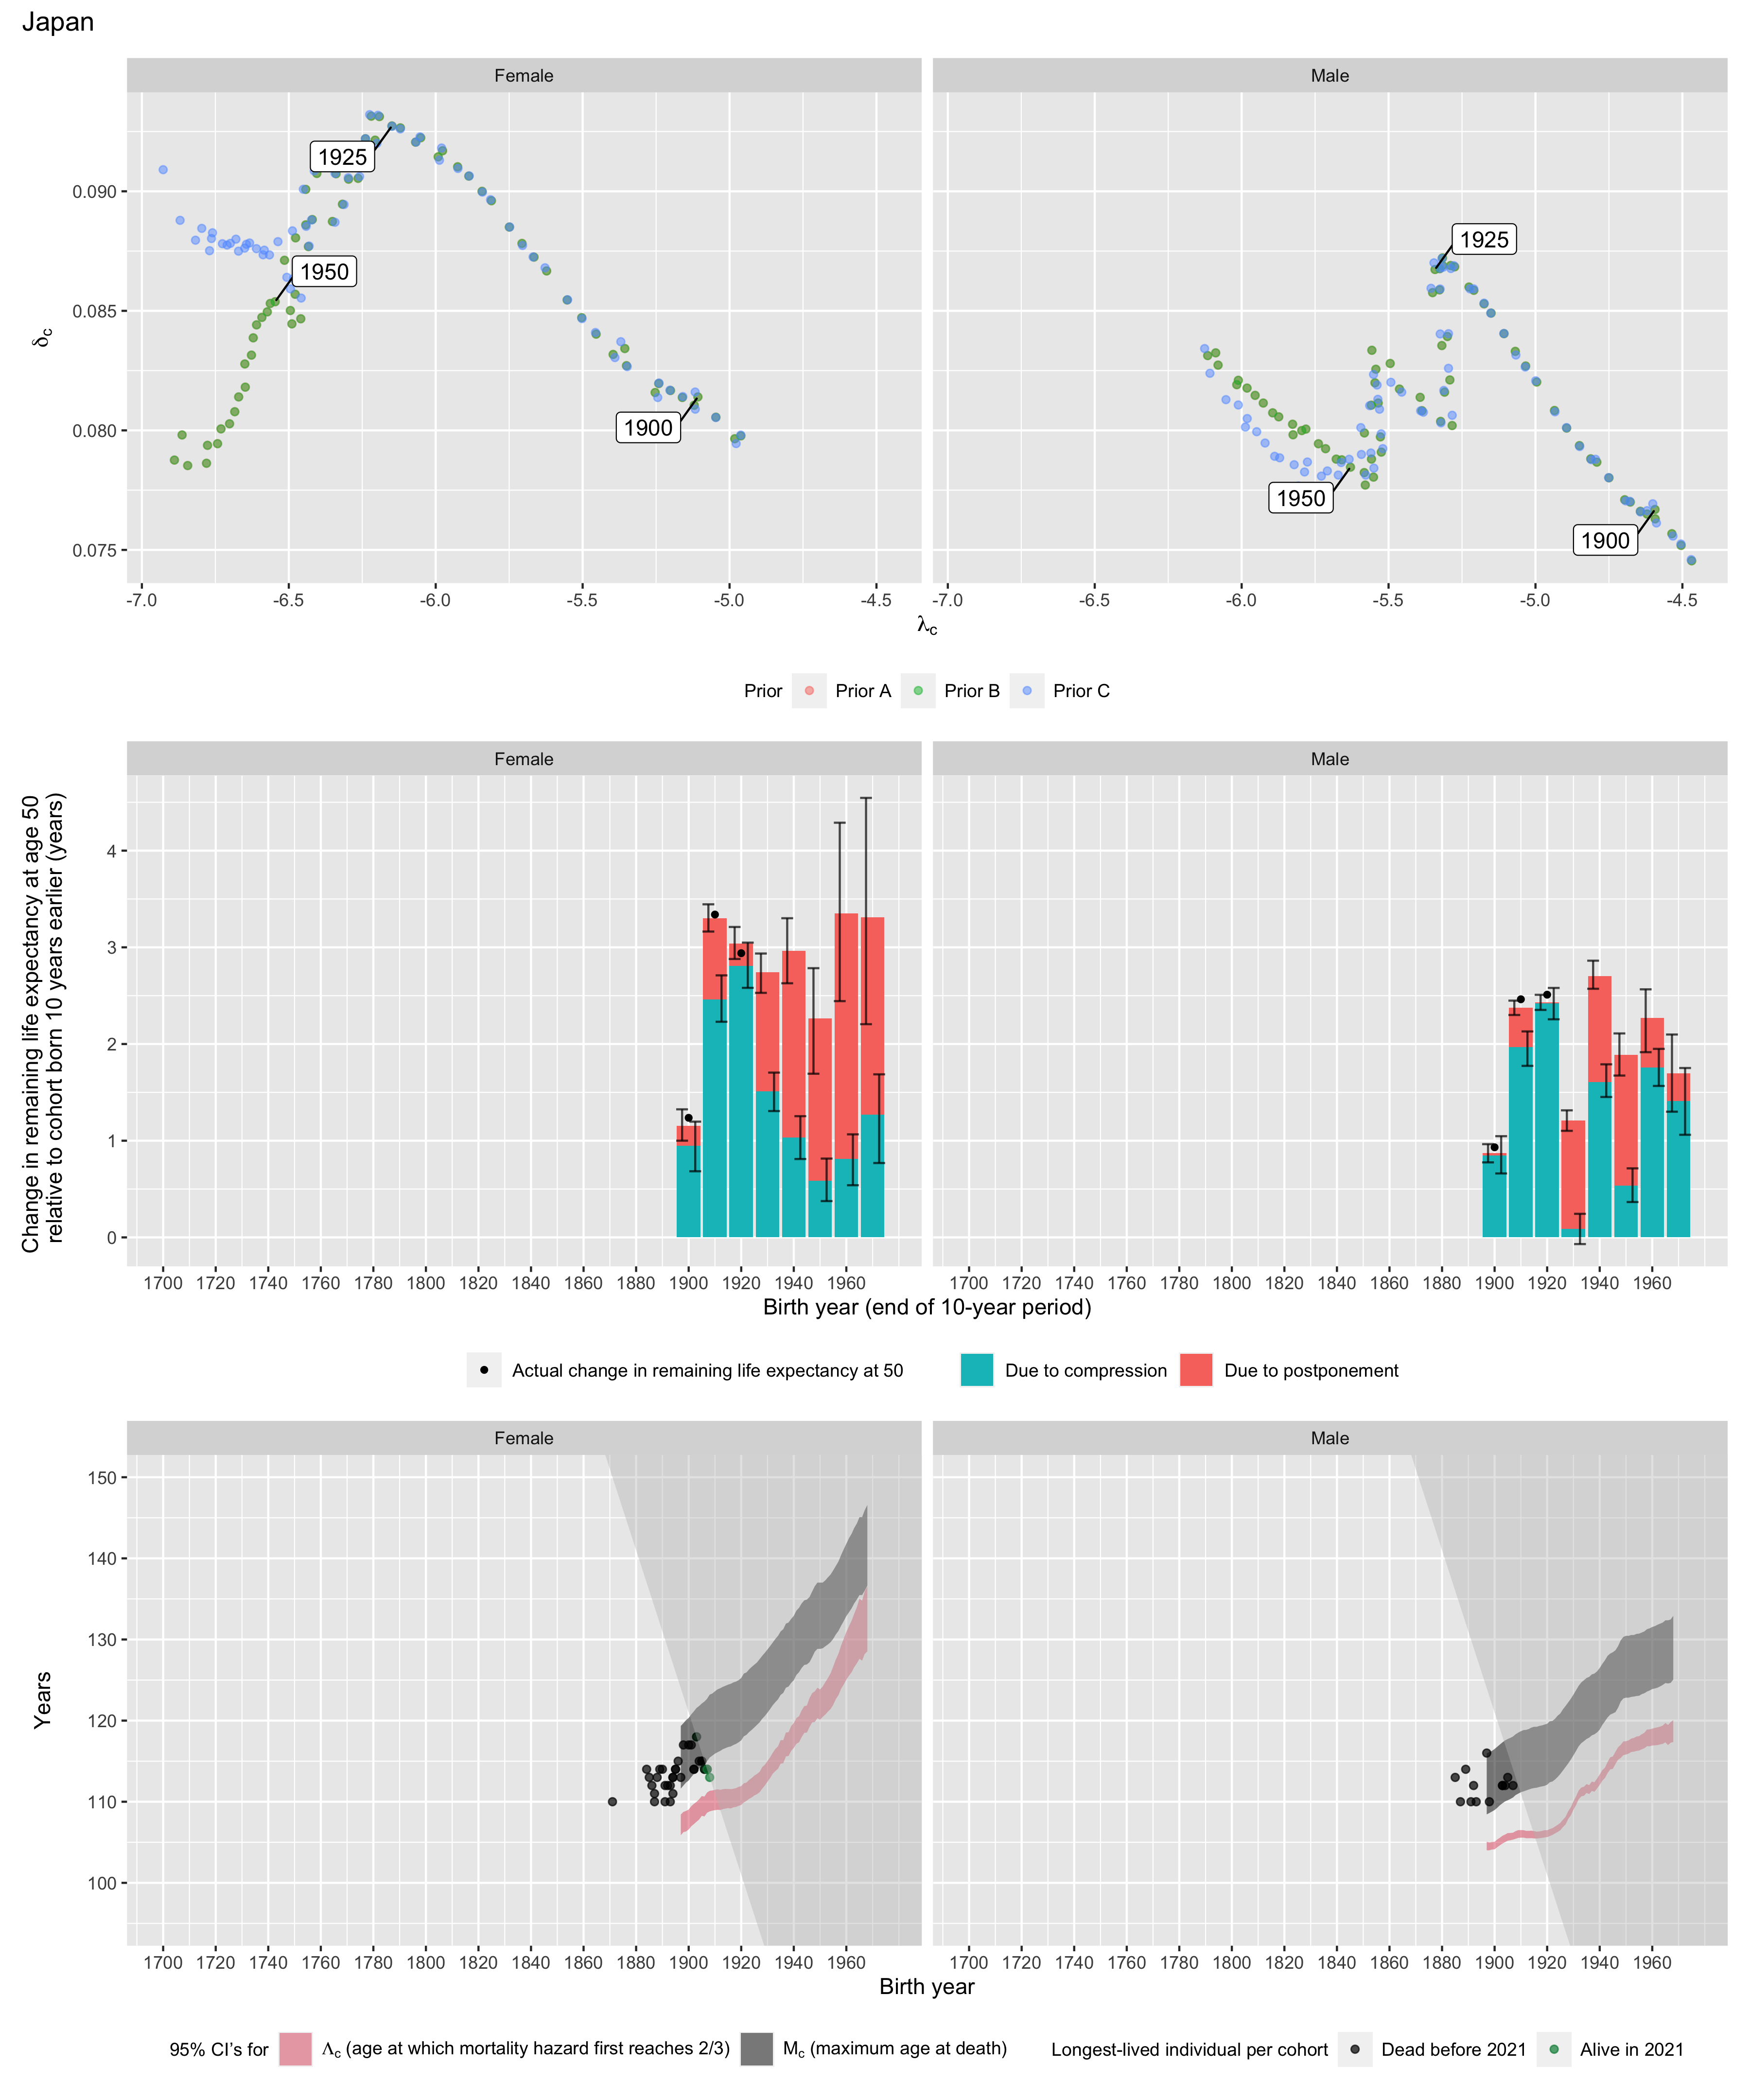 Japan
Female Male
1925
1950
1900
1925
1950
1900
0.090
0.085
0.080
0.075
δc
-7.0 -6.5 -6.0 -5.5 -5.0 -4.5 -7.0 -6.5 -6.0 -5.5 -5.0 -4.5
λc
Prior Prior A Prior B Prior C
Female Male
Change in remaining life expectancy at age 50
relative to cohort born 10 years earlier (years)
4
3
2
1
0
1700 1720 1740 1760 1780 1800 1820 1840 1860 1880 1900 1920 1940 1960 1700 1720 1740 1760 1780 1800 1820 1840 1860 1880 1900 1920 1940 1960
Birth year (end of 10-year period)
Actual change in remaining life expectancy at 50 Due to compression Due to postponement
Female Male
Years
150
140
130
120
110
100
1700 1720 1740 1760 1780 1800 1820 1840 1860 1880 1900 1920 1940 1960 1700 1720 1740 1760 1780 1800 1820 1840 1860 1880 1900 1920 1940 1960
Birth year
95% CI's for Λc (age at which mortality hazard first reaches 2/3) Mc (maximum age at death) Longest-lived individual per cohort Dead before 2021 Alive in 2021